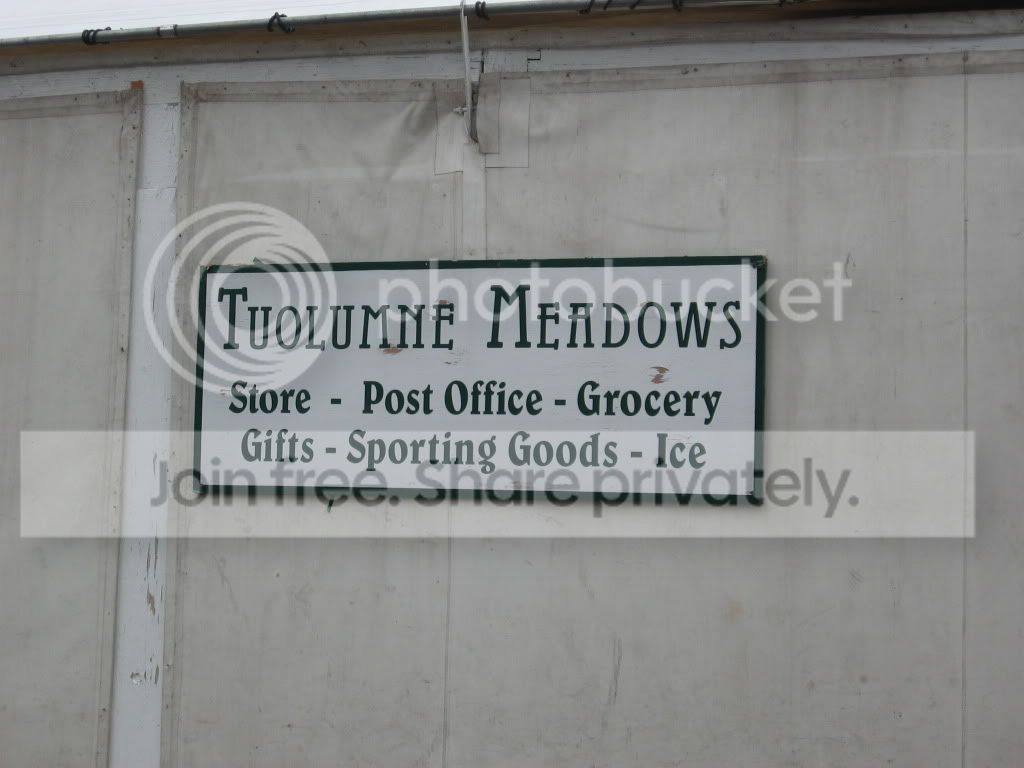 Tuolumne Meadows
photobucket
Store - Post Office - Grocery
Gifts - Sporting Goods - Ice
Join free. Share privately.